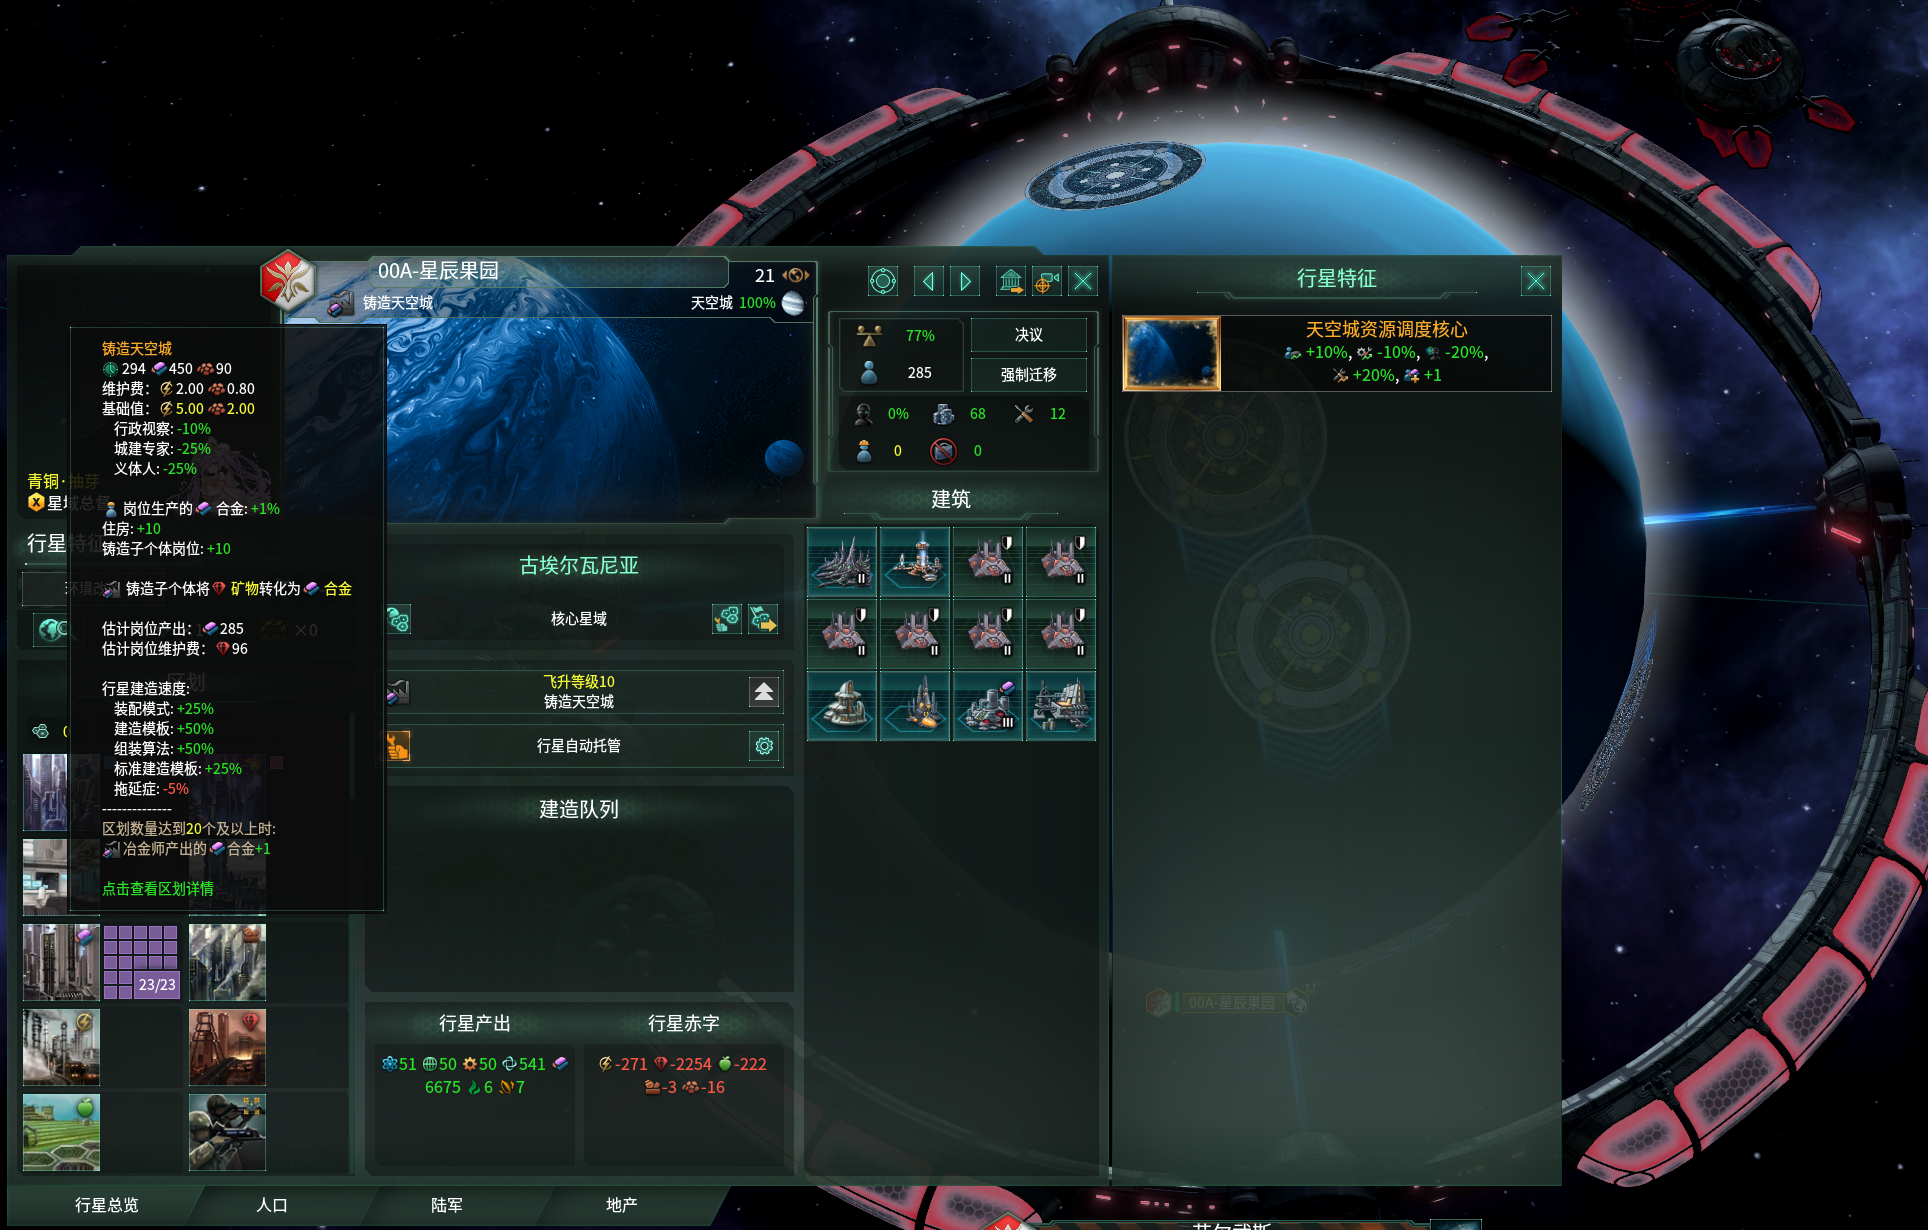 00A-星辰果园
21
铸造天空城
天空城 100%
铸造天空城
294 450 90
维护费: 2.00 0.80
基础值: 5.00 2.00
行政视察: -10%
城建专家: -25%
义体人: -25%
岗位生产的 合金: +1%
住房: +10
铸造子个体岗位: +10
铸造子个体将 矿物转化为 合金
估计岗位产出: 285
估计岗位维护费: 96
行星建造速度:
装配模式: +25%
建造模板: +50%
组装算法: +50%
标准建造模板: +25%
拖延症: -5%
--------------
区划数量达到20个及以上时:
冶金师产出的 合金+1
点击查看区划详情
青铜·抽芽
星域总督
行星特征
区划
×0
23/23
77%
决议
285
强制迁移
0% 68 12
0 0
建筑
古埃尔瓦尼亚
核心星域
飞升等级10
铸造天空城
行星自动托管
建造队列
行星产出
51 50 50 541
6675 6 7
行星赤字
-271 -2254 -222
-3 -16
行星特征
天空城资源调度核心
+10%, -10%, -20%,
+20%, +1
00A-星辰果园
行星总览
人口
陆军
地产